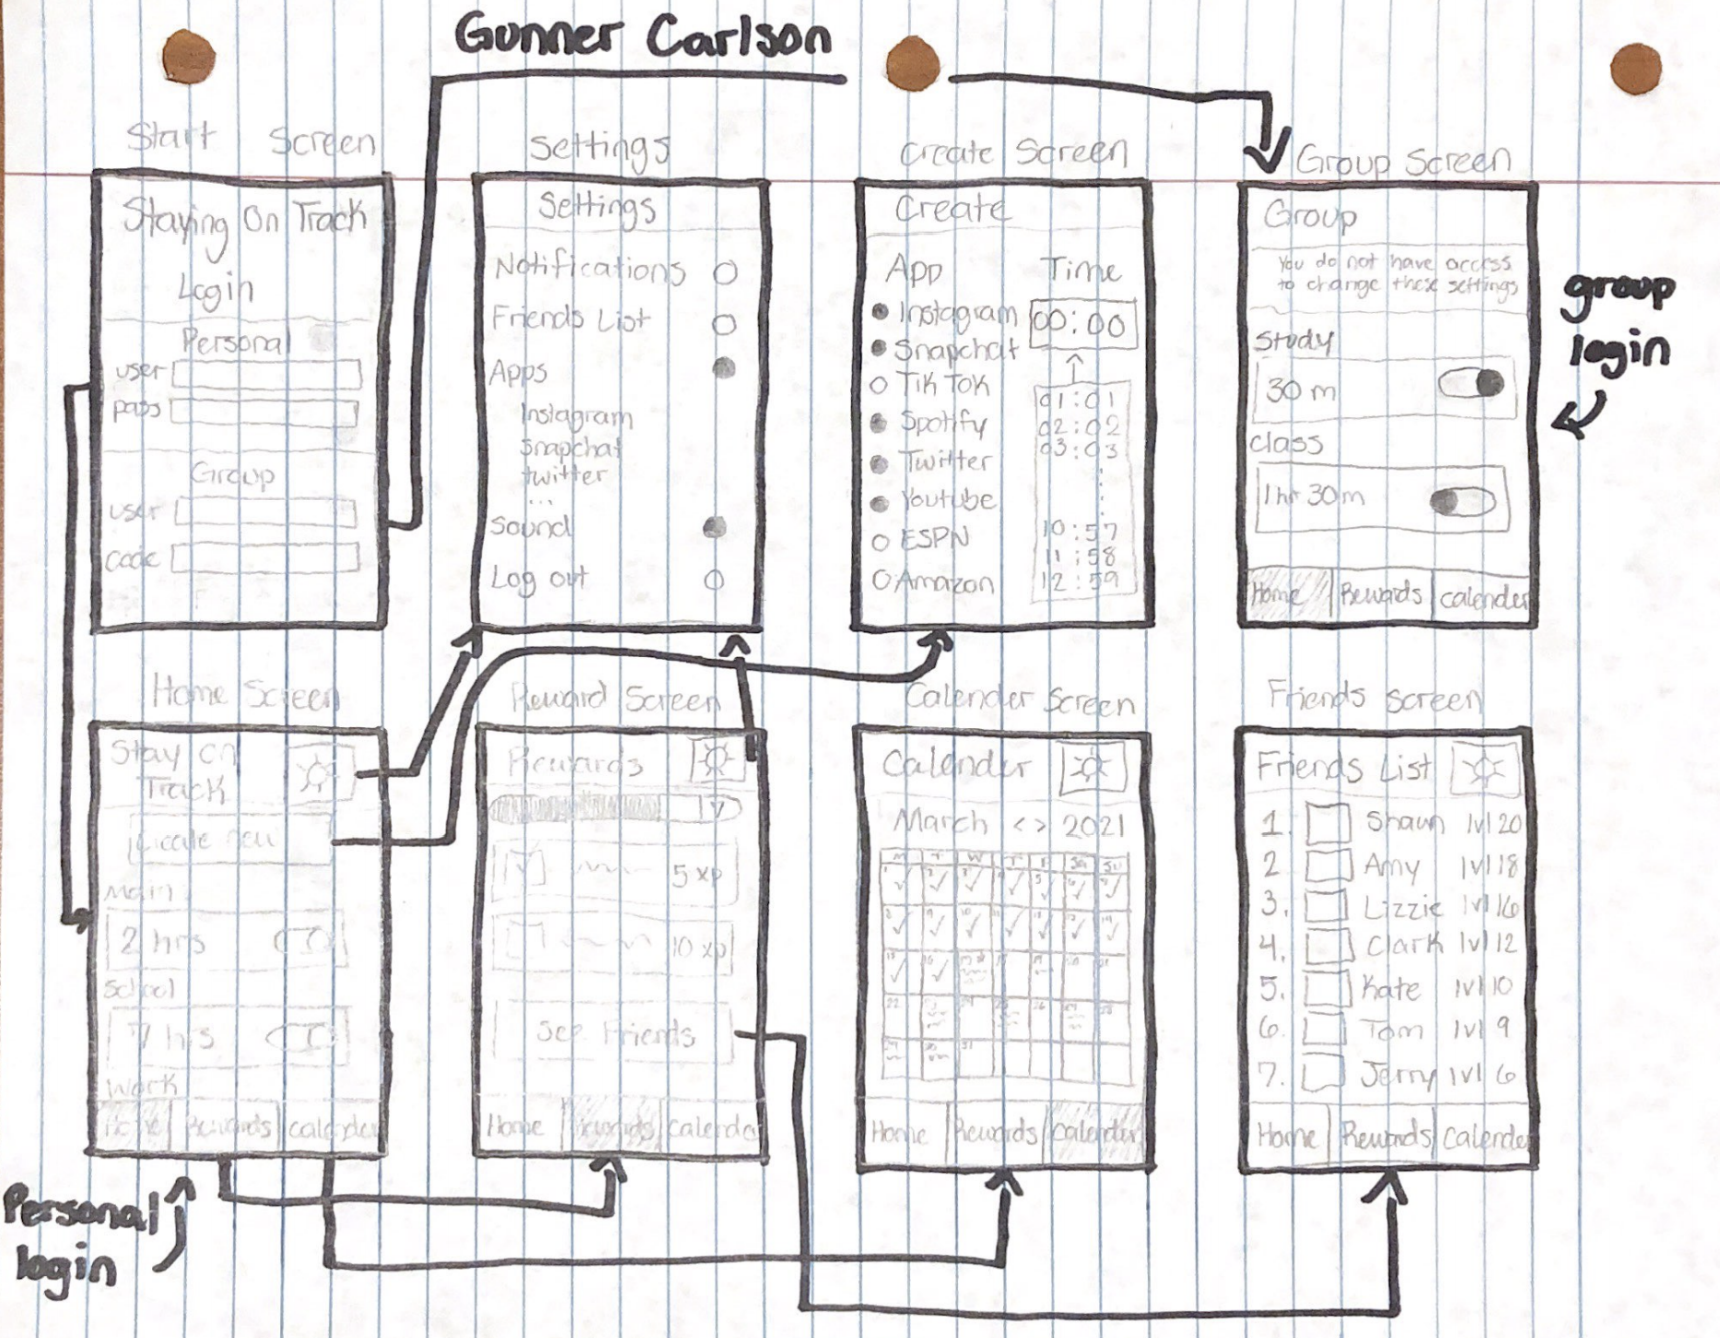 Gunner Carlson
Start Screen
Staying On Track
Login
Personal
user
pass
Group
user
code
Settings
Settings
Notifications
Friends List
Apps
Instagram
Snapchat
twitter
...
Sound
Log out
Create Screen
Create
App Time
Instagram 00:00
Snapchat
Tik Tok 01:01
Spotify 02:02
Twitter 03:03
Youtube
ESPN 10:57
11:58
Amazon 12:59
Group Screen
Group
You do not have access
to change these settings
Study
30 m
Class
1hr 30m
Home Rewards Calender
group
login
Home Screen
Stay on
Track
Create new
Main
2 hrs
School
7 hrs
Work
Home Rewards calender
Personal
login
Reward Screen
Rewards
5 xp
10 xp
See Friends
Home Rewards Calender
Calender Screen
Calender
March < > 2021
M T W T F Sa Su
Home Rewards Calender
Friends Screen
Friends List
1. Shawn lvl 20
2 Amy lvl 18
3. Lizzie lvl 16
4. Clark lvl 12
5. Kate lvl 10
6. Tom lvl 9
7. Jerry lvl 6
Home Rewards Calender